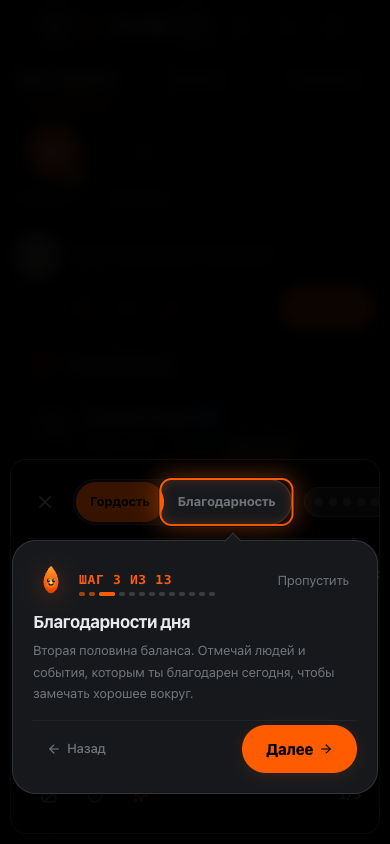 Гордость
Благодарность
ШАГ 3 ИЗ 13
Пропустить
Благодарности дня
Вторая половина баланса. Отмечай людей и
события, которым ты благодарен сегодня, чтобы
замечать хорошее вокруг.
Назад
Далее